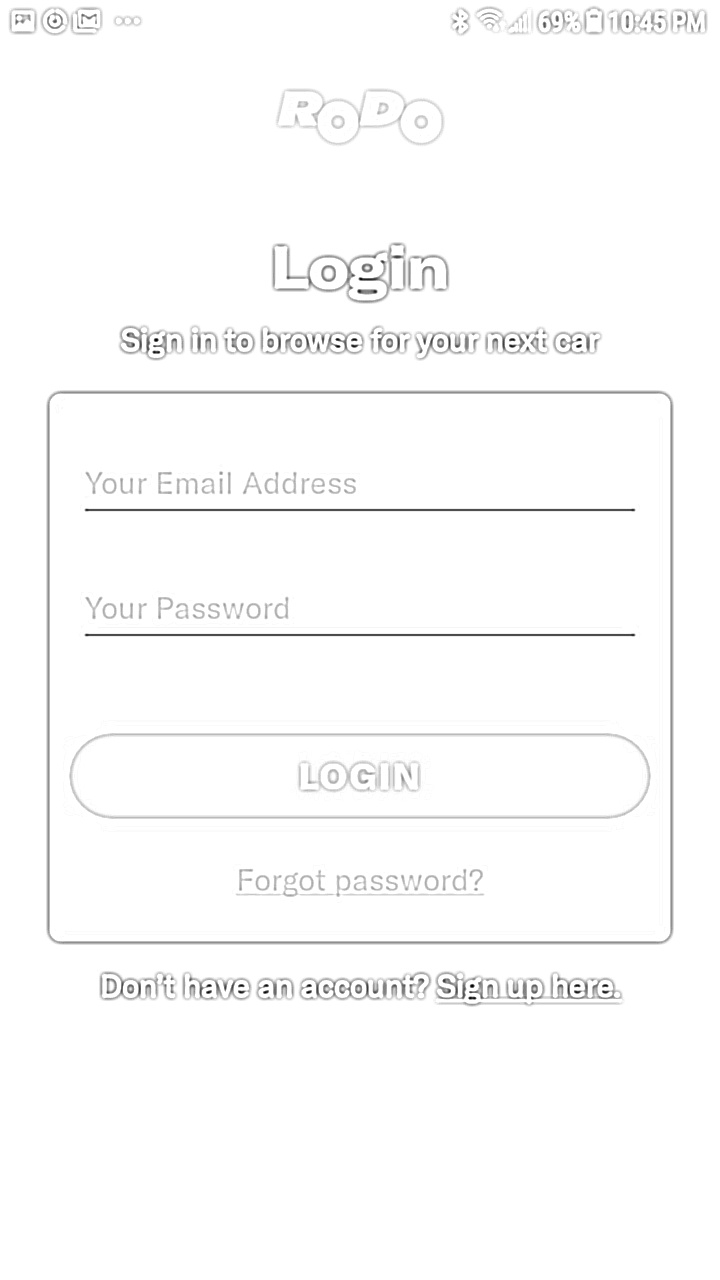 69% 10:45 PM
RODO
Login
Sign in to browse for your next car
Your Email Address
Your Password
LOGIN
Forgot password?
Don't have an account? Sign up here.